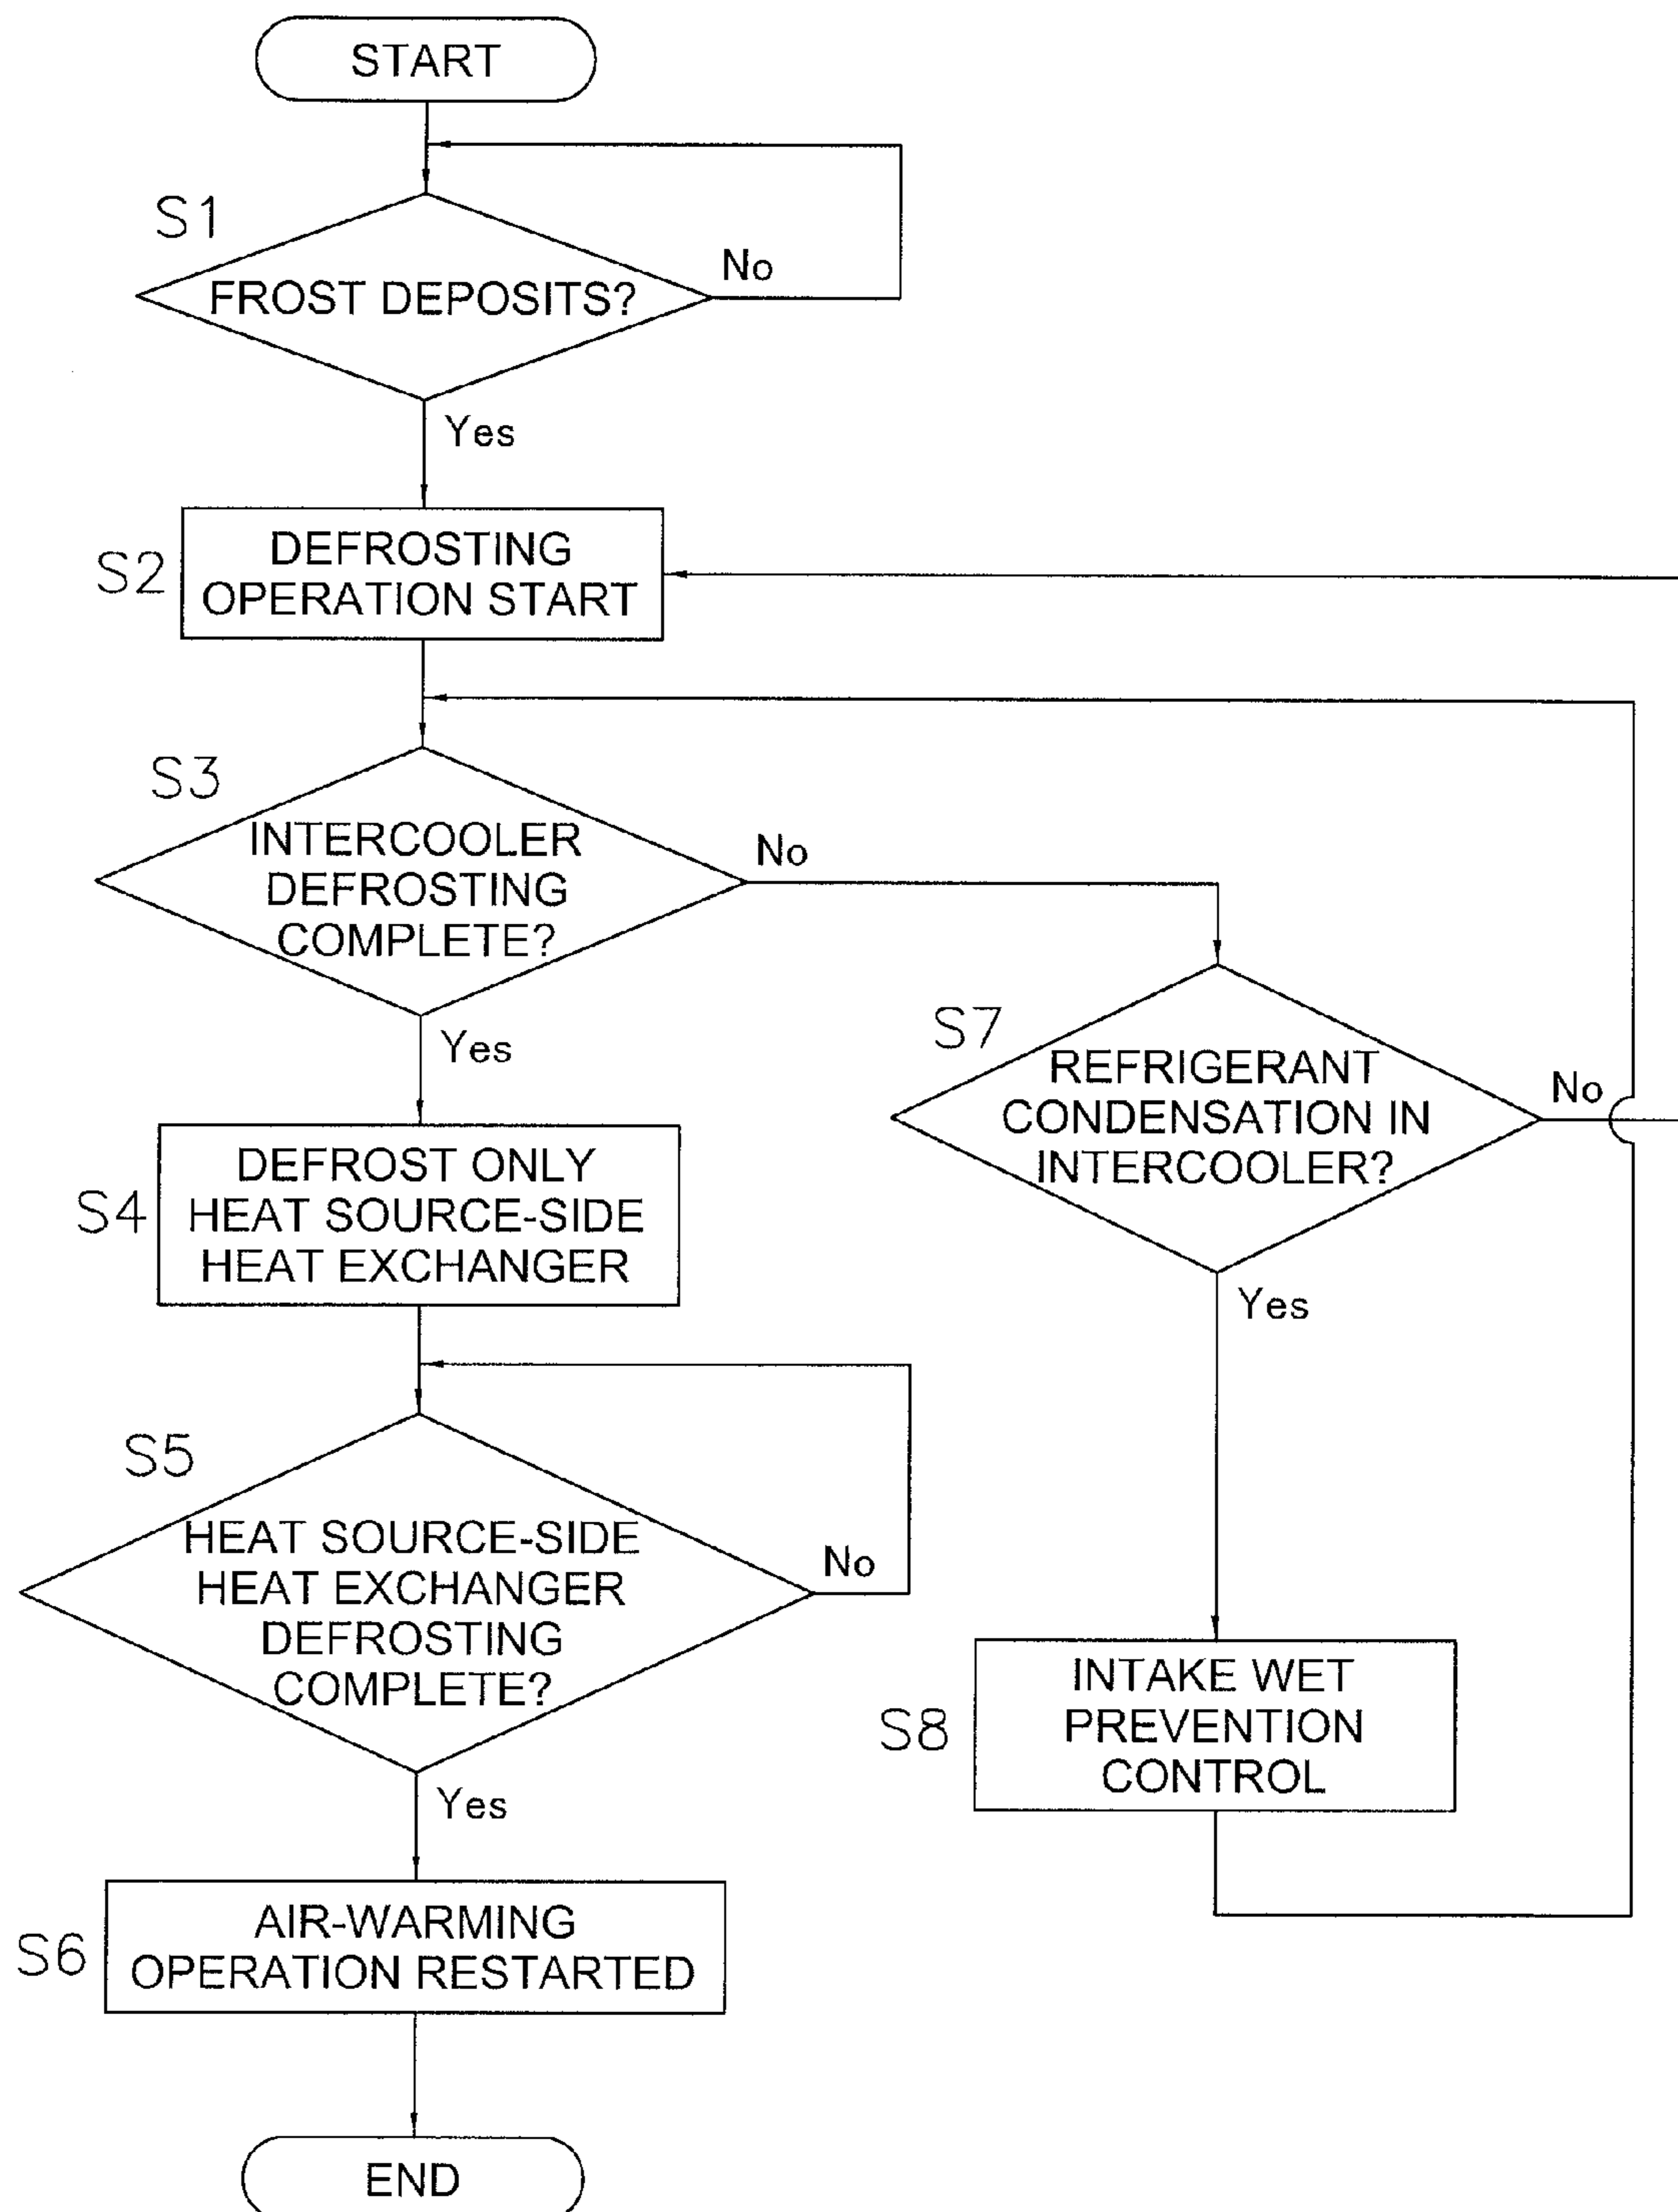 START
S1
FROST DEPOSITS?
No
Yes
S2
DEFROSTING
OPERATION START
S3
INTERCOOLER
DEFROSTING
COMPLETE?
No
Yes
S7
REFRIGERANT
CONDENSATION IN
INTERCOOLER?
No
Yes
S4
DEFROST ONLY
HEAT SOURCE-SIDE
HEAT EXCHANGER
S5
HEAT SOURCE-SIDE
HEAT EXCHANGER
DEFROSTING
COMPLETE?
No
Yes
S8
INTAKE WET
PREVENTION
CONTROL
S6
AIR-WARMING
OPERATION RESTARTED
END